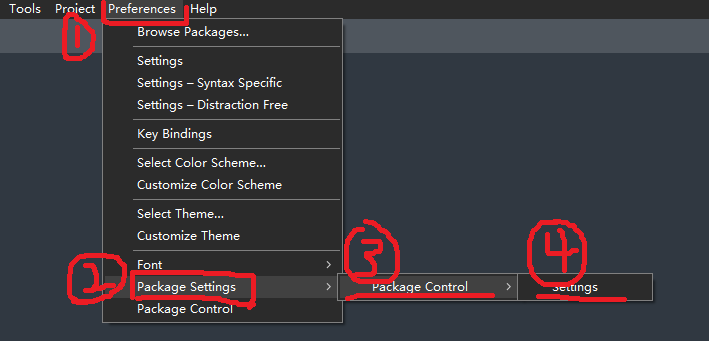 Tools Project Preferences Help
1
Browse Packages...
Settings
Settings – Syntax Specific
Settings – Distraction Free
Key Bindings
Select Color Scheme...
Customize Color Scheme
Select Theme...
Customize Theme
Font
3
4
2
Package Settings
Package Control
Settings
Package Control